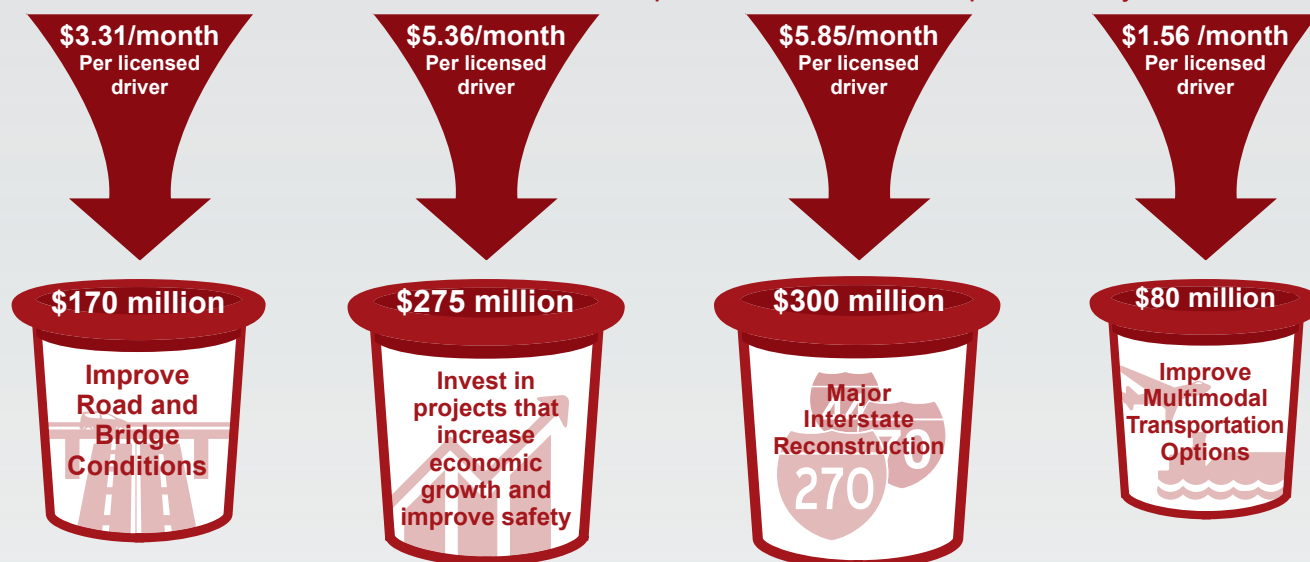 $3.31/month
Per licensed
driver
$5.36/month
Per licensed
driver
$5.85/month
Per licensed
driver
$1.56 /month
Per licensed
driver
$170 million
Improve
Road and
Bridge
Conditions
$275 million
Invest in
projects that
increase
economic
growth and
improve safety
$300 million
Major
Interstate
Reconstruction
44
70
270
$80 million
Improve
Multimodal
Transportation
Options